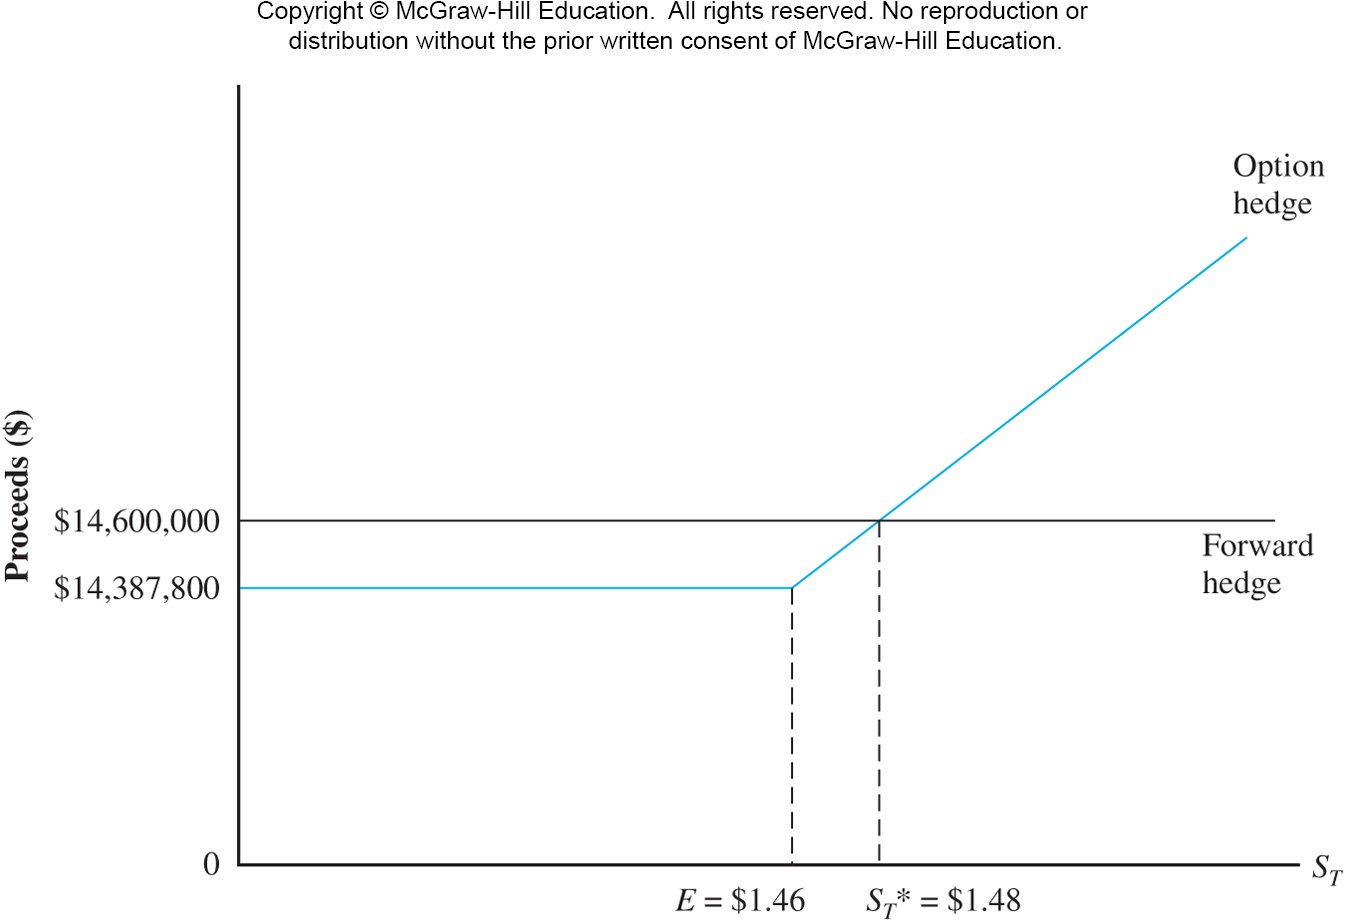 Copyright © McGraw-Hill Education.  All rights reserved. No reproduction or
distribution without the prior written consent of McGraw-Hill Education.
Option
hedge
Proceeds ($)
$14,600,000
Forward
hedge
$14,387,800
0
S_T
E = $1.46
S_T* = $1.48